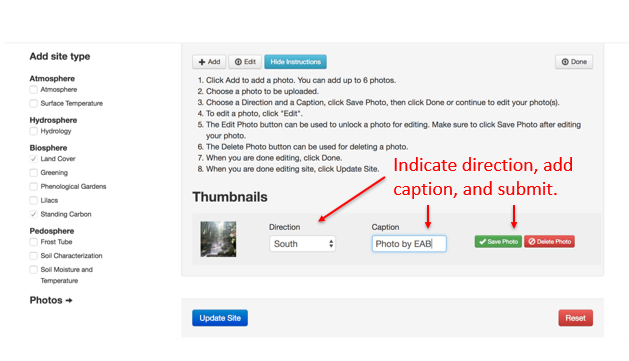 Add site type
Atmosphere
Atmosphere
Surface Temperature
Hydrosphere
Hydrology
Biosphere
Land Cover
Greening
Phenological Gardens
Lilacs
Standing Carbon
Pedosphere
Frost Tube
Soil Characterization
Soil Moisture and
Temperature
Photos
Add
Edit
Hide Instructions
Done
1. Click Add to add a photo. You can add up to 6 photos.
2. Choose a photo to be uploaded.
3. Choose a Direction and a Caption, click Save Photo, then click Done or continue to edit your photo(s).
4. To edit a photo, click "Edit".
5. The Edit Photo button can be used to unlock a photo for editing. Make sure to click Save Photo after editing
your photo.
6. The Delete Photo button can be used for deleting a photo.
7. When you are done editing, click Done.
8. When you are done editing site, click Update Site.
Indicate direction, add
caption, and submit.
Thumbnails
Direction
South
Caption
Photo by EAB
Save Photo
Delete Photo
Update Site
Reset